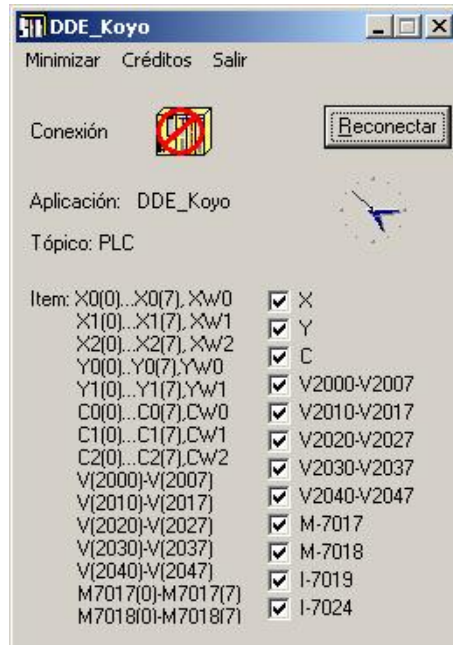 DDE_Koyo
Minimizar Créditos Salir
Conexión
Reconectar
Aplicación: DDE_Koyo
Tópico: PLC
Item: X0(0)...X0(7), XW0
X1(0)...X1(7), XW1
X2(0)...X2(7), XW2
Y0(0)..Y0(7),YW0
Y1(0)...Y1(7),YW1
C0(0)...C0(7),CW0
C1(0)...C1(7),CW1
C2(0)...C2(7),CW2
V(2000)-V(2007)
V(2010)-V(2017)
V(2020)-V(2027)
V(2030)-V(2037)
V(2040)-V(2047)
M7017(0)-M7017(7)
M7018(0)-M7018(7)
X
Y
C
V2000-V2007
V2010-V2017
V2020-V2027
V2030-V2037
V2040-V2047
M-7017
M-7018
I-7019
I-7024